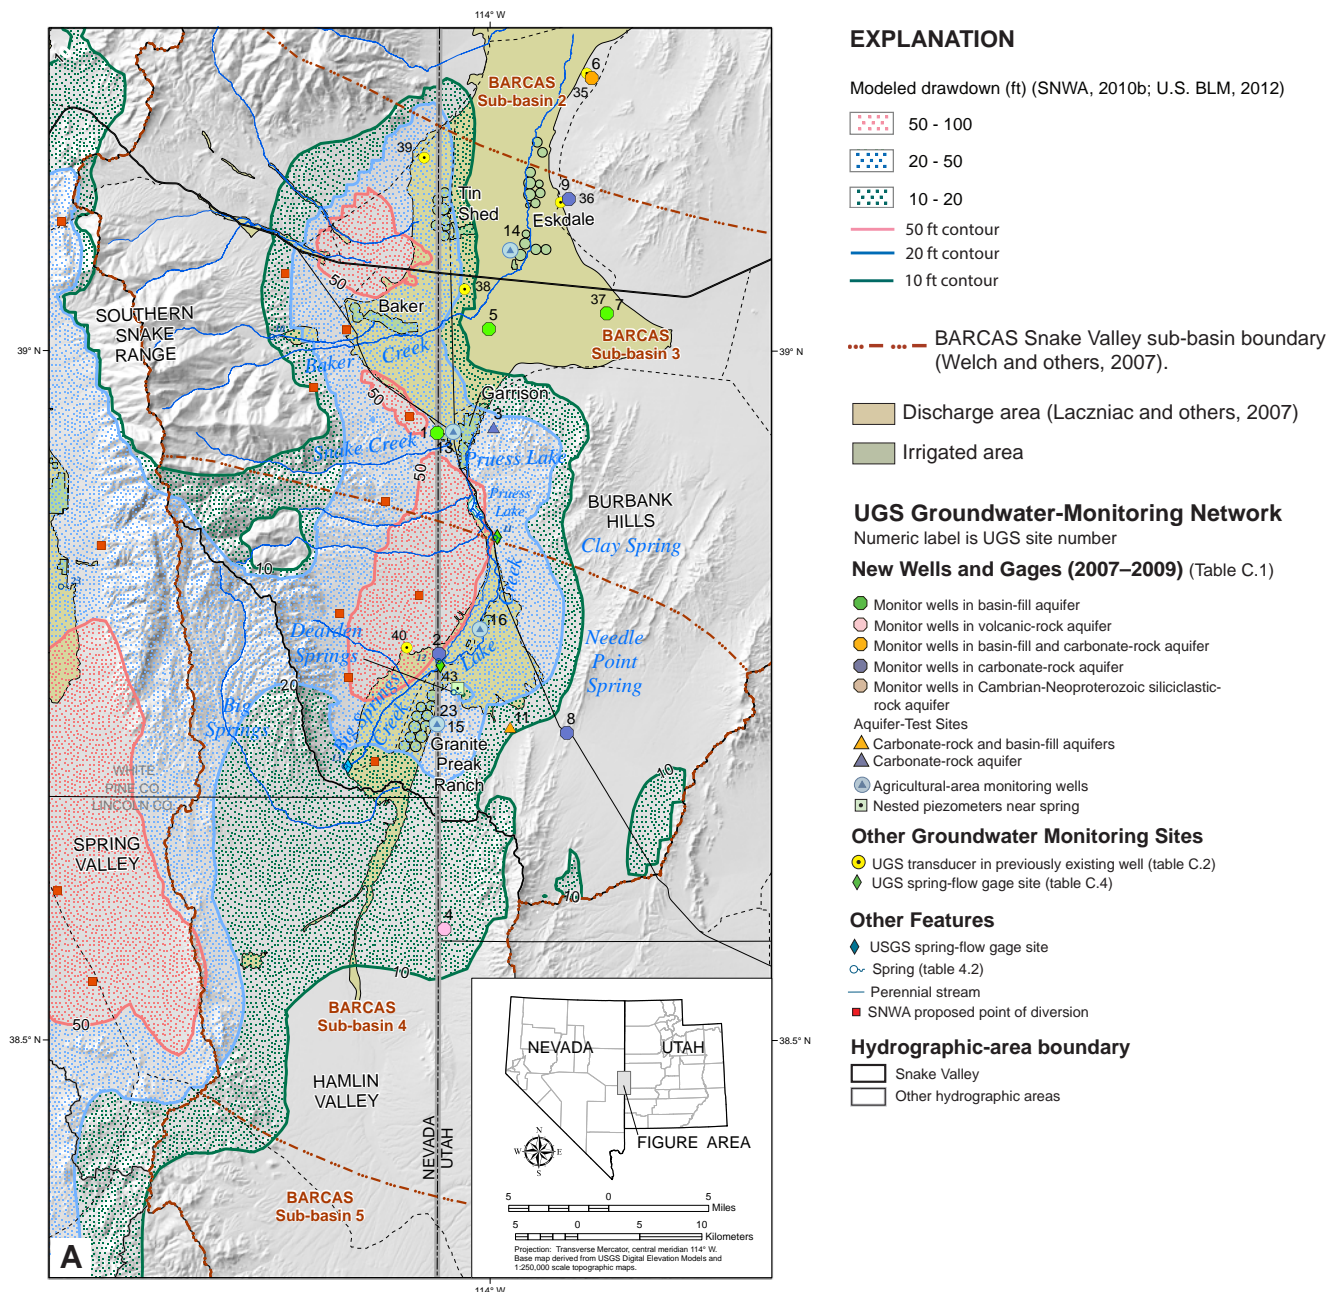 114° W
BARCAS
Sub-basin 2
6
35
39
Tin
Shed
9
36
Eskdale
14
50
38
Baker
37
7
5
SOUTHERN
SNAKE
RANGE
BARCAS
Sub-basin 3
39° N
39° N
Baker
Creek
50
Garrison
3
1
13
Snake Creek
Pruess Lake
50
Pruess
Lake
BURBANK
HILLS
Clay Spring
10
Creek
16
Dearden
Springs
40
2
Lake
Needle
Point
Spring
43
20
Big
Springs
Big Springs
Creek
23
15
11
8
Granite
Preak
Ranch
WHITE
PINE CO.
LINCOLN CO.
10
SPRING
VALLEY
10
4
10
BARCAS
Sub-basin 4
50
38.5° N
38.5° N
HAMLIN
VALLEY
NEVADA
UTAH
BARCAS
Sub-basin 5
NEVADA
UTAH
FIGURE AREA
N
W
E
S
5
0
5
Miles
5
0
5
10
Kilometers
Projection: Transverse Mercator, central meridian 114° W.
Base map derived from USGS Digital Elevation Models and
1:250,000 scale topographic maps.
A
114° W
EXPLANATION
Modeled drawdown (ft) (SNWA, 2010b; U.S. BLM, 2012)
50 - 100
20 - 50
10 - 20
50 ft contour
20 ft contour
10 ft contour
BARCAS Snake Valley sub-basin boundary
(Welch and others, 2007).
Discharge area (Laczniac and others, 2007)
Irrigated area
UGS Groundwater-Monitoring Network
Numeric label is UGS site number
New Wells and Gages (2007–2009) (Table C.1)
Monitor wells in basin-fill aquifer
Monitor wells in volcanic-rock aquifer
Monitor wells in basin-fill and carbonate-rock aquifer
Monitor wells in carbonate-rock aquifer
Monitor wells in Cambrian-Neoproterozoic siliciclastic-
rock aquifer
Aquifer-Test Sites
Carbonate-rock and basin-fill aquifers
Carbonate-rock aquifer
Agricultural-area monitoring wells
Nested piezometers near spring
Other Groundwater Monitoring Sites
UGS transducer in previously existing well (table C.2)
UGS spring-flow gage site (table C.4)
Other Features
USGS spring-flow gage site
Spring (table 4.2)
Perennial stream
SNWA proposed point of diversion
Hydrographic-area boundary
Snake Valley
Other hydrographic areas